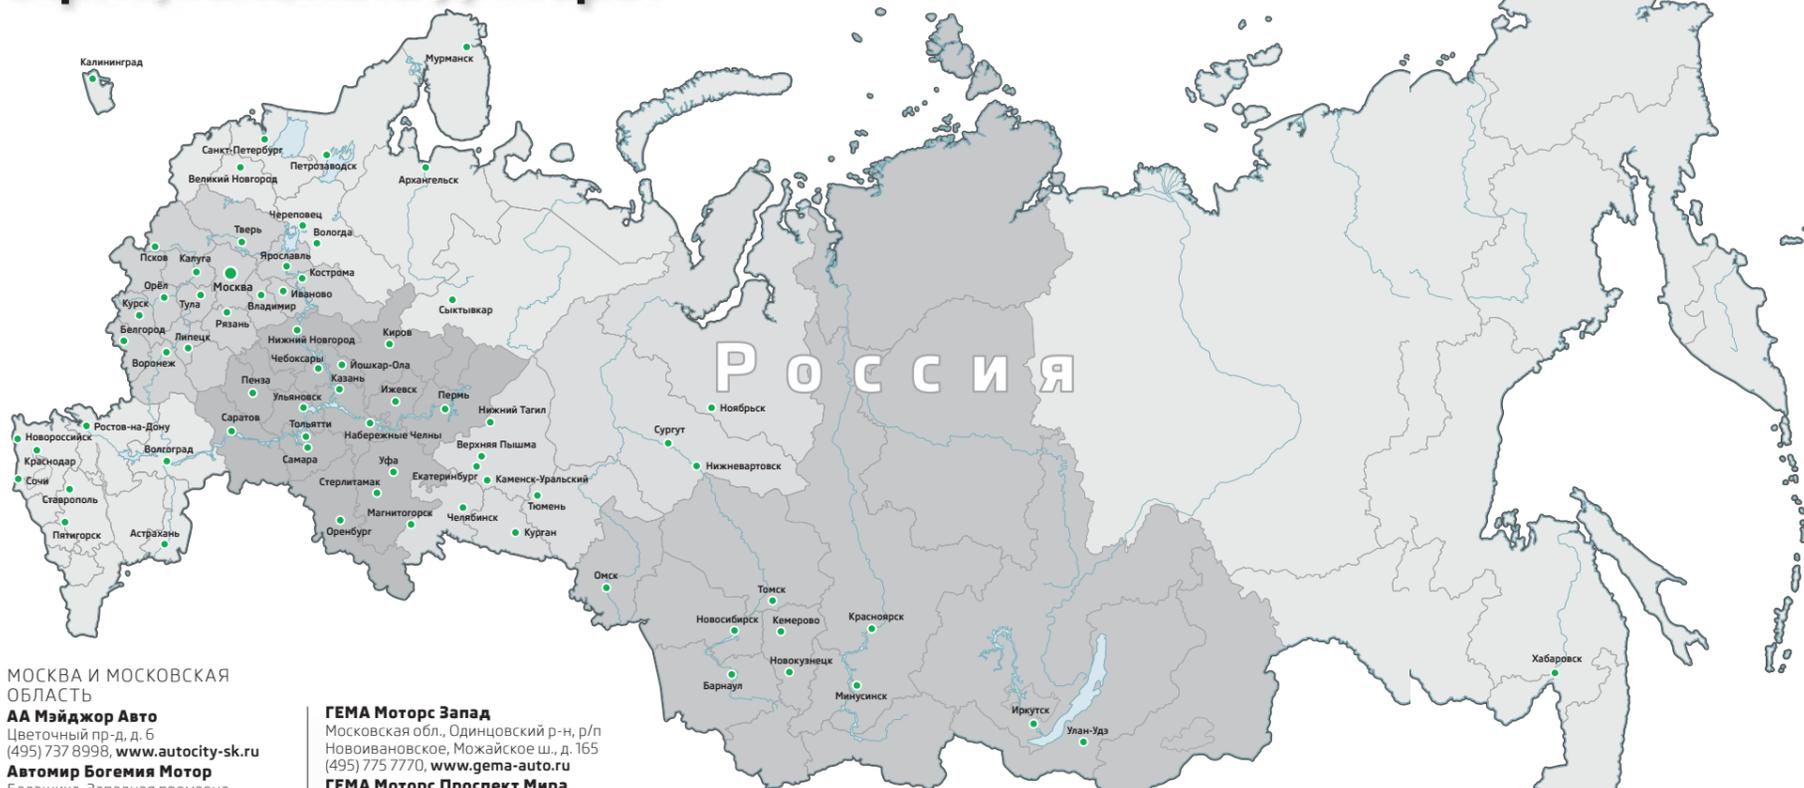 Калининград
Мурманск
Санкт-Петербург
Петрозаводск
Великий Новгород
Архангельск
Череповец
Вологда
Тверь
Псков
Калуга
Ярославль
Кострома
Москва
Орёл
Тула
Владимир
Иваново
Курск
Рязань
Сыктывкар
Белгород
Липецк
Нижний Новгород
Киров
Воронеж
Чебоксары
Йошкар-Ола
Казань
Россия
Пенза
Ульяновск
Ижевск
Пермь
Ноябрьск
Саратов
Тольятти
Нижний Тагил
Ростов-на-Дону
Новороссийск
Набережные Челны
Сургут
Волгоград
Верхняя Пышма
Краснодар
Самара
Уфа
Нижневартовск
Сочи
Стерлитамак
Екатеринбург
Каменск-Уральский
Ставрополь
Тюмень
Магнитогорск
Челябинск
Пятигорск
Астрахань
Оренбург
Курган
Омск
Томск
Новосибирск
Кемерово
Красноярск
Новокузнецк
Барнаул
Минусинск
Хабаровск
Иркутск
Улан-Удэ
МОСКВА И МОСКОВСКАЯ
ОБЛАСТЬ
АА Мэйджор Авто
Цветочный пр-д, д. 6
(495) 737 8998, www.autocity-sk.ru
Автомир Богемия Мотор
ГЕМА Моторс Запад
Московская обл., Одинцовский р-н, р/п
Новоивановское, Можайское ш., д. 165
(495) 775 7770, www.gema-auto.ru
ГЕМА Моторс Проспект Мира